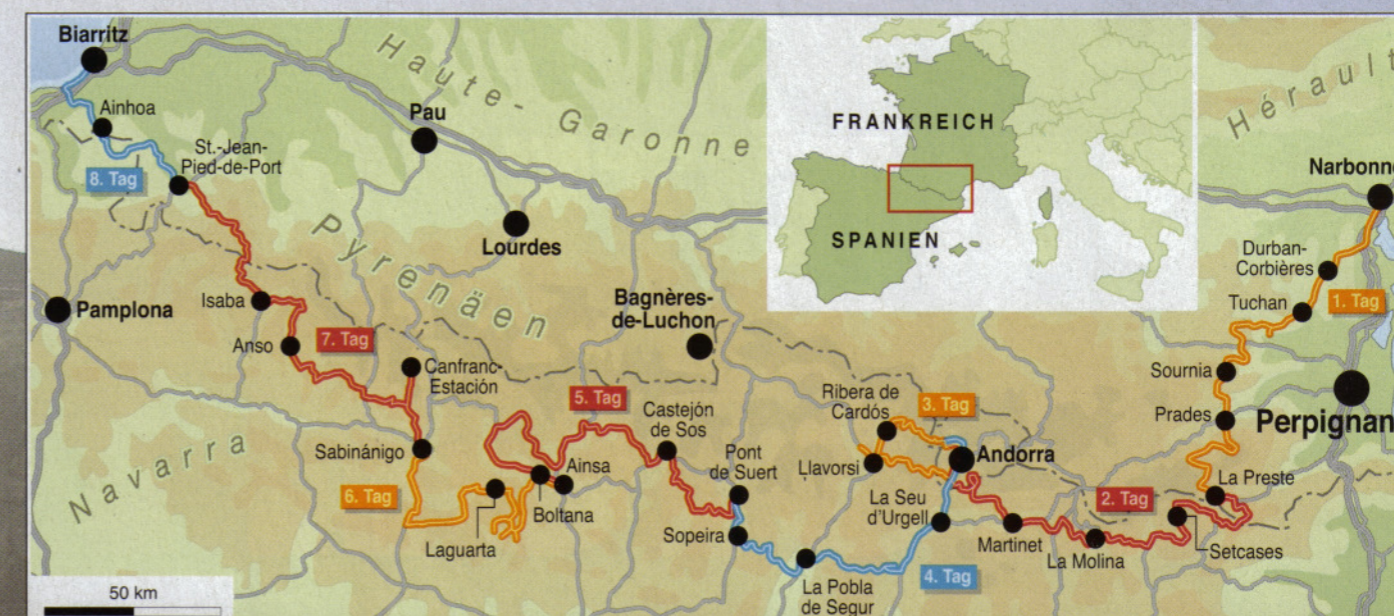 Biarritz
Ainhoa
8. Tag
St.-Jean-
Pied-de-Port
Haute-Garonne
Pau
Lourdes
Pyrenäen
Pamplona
Isaba
Anso
7. Tag
Canfranc-
Estación
Navarra
Sabinánigo
6. Tag
Laguarta
Boltana
Ainsa
5. Tag
Bagnères-
de-Luchon
Castejón
de Sos
Pont
de Suert
Sopeira
La Pobla
de Segur
4. Tag
La Seu
d'Urgell
Llavorsi
Ribera de
Cardós
3. Tag
Andorra
Martinet
La Molina
2. Tag
Setcases
La Preste
Prades
Sournia
Tuchan
1. Tag
Durban-
Corbières
Narbonne
Perpignan
Hérault
FRANKREICH
SPANIEN
50 km